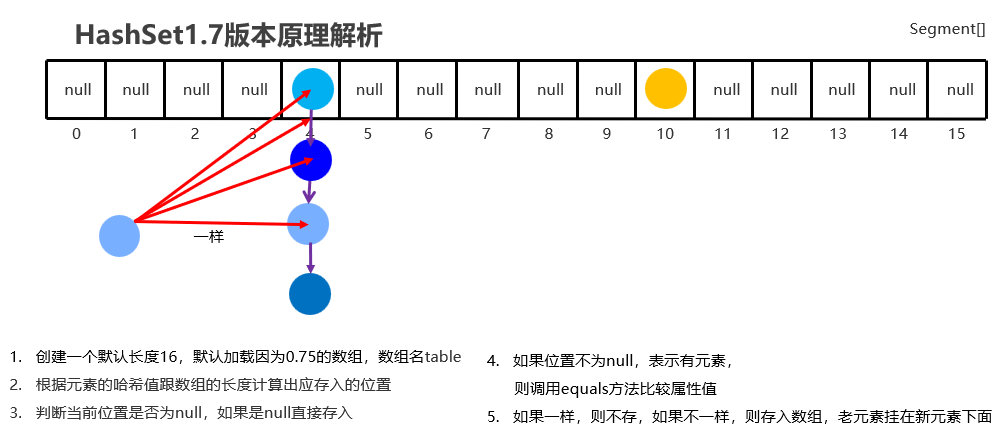 HashSet1.7版本原理解析
Segment[]
null null null null null null null null null null null null null null
0 1 2 3 4 5 6 7 8 9 10 11 12 13 14 15
一样
1. 创建一个默认长度16，默认加载因为0.75的数组，数组名table
2. 根据元素的哈希值跟数组的长度计算出应存入的位置
3. 判断当前位置是否为null，如果是null直接存入
4. 如果位置不为null，表示有元素，
则调用equals方法比较属性值
5. 如果一样，则不存，如果不一样，则存入数组，老元素挂在新元素下面